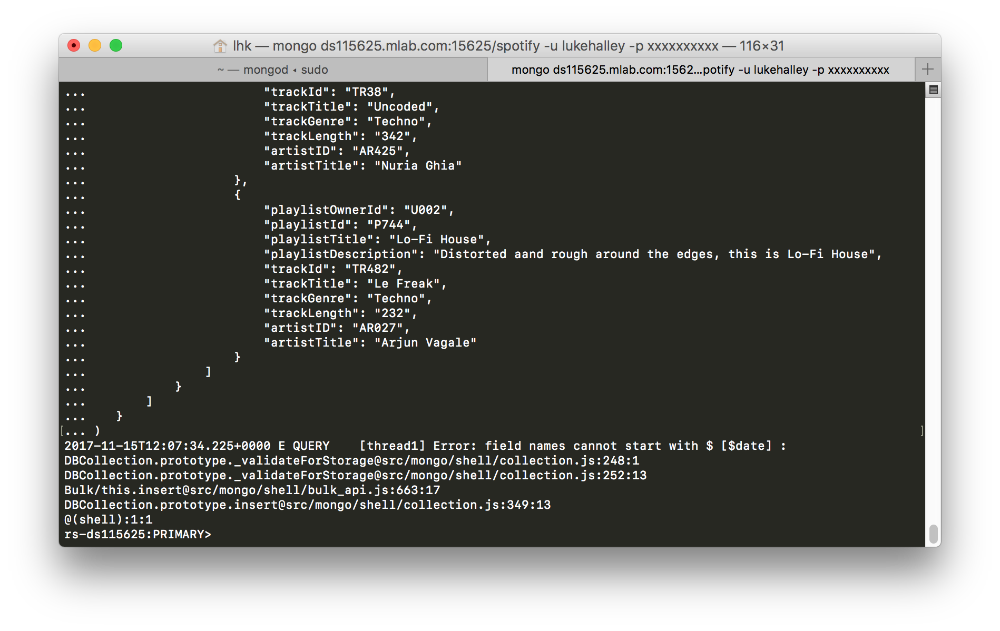 lhk — mongo ds115625.mlab.com:15625/spotify -u lukehalley -p xxxxxxxxxx — 116×31
~ — mongod ◂ sudo
mongo ds115625.mlab.com:1562...potify -u lukehalley -p xxxxxxxxxx
... "trackId": "TR38",
... "trackTitle": "Uncoded",
... "trackGenre": "Techno",
... "trackLength": "342",
... "artistID": "AR425",
... "artistTitle": "Nuria Ghia"
... },
... {
... "playlistOwnerId": "U002",
... "playlistId": "P744",
... "playlistTitle": "Lo-Fi House",
... "playlistDescription": "Distorted aand rough around the edges, this is Lo-Fi House",
... "trackId": "TR482",
... "trackTitle": "Le Freak",
... "trackGenre": "Techno",
... "trackLength": "232",
... "artistID": "AR027",
... "artistTitle": "Arjun Vagale"
... }
... ]
... }
... ]
... }
[... ) ]
2017-11-15T12:07:34.225+0000 E QUERY [thread1] Error: field names cannot start with $ [$date] :
DBCollection.prototype._validateForStorage@src/mongo/shell/collection.js:248:1
DBCollection.prototype._validateForStorage@src/mongo/shell/collection.js:252:13
Bulk/this.insert@src/mongo/shell/bulk_api.js:663:17
DBCollection.prototype.insert@src/mongo/shell/collection.js:349:13
@(shell):1:1
rs-ds115625:PRIMARY>